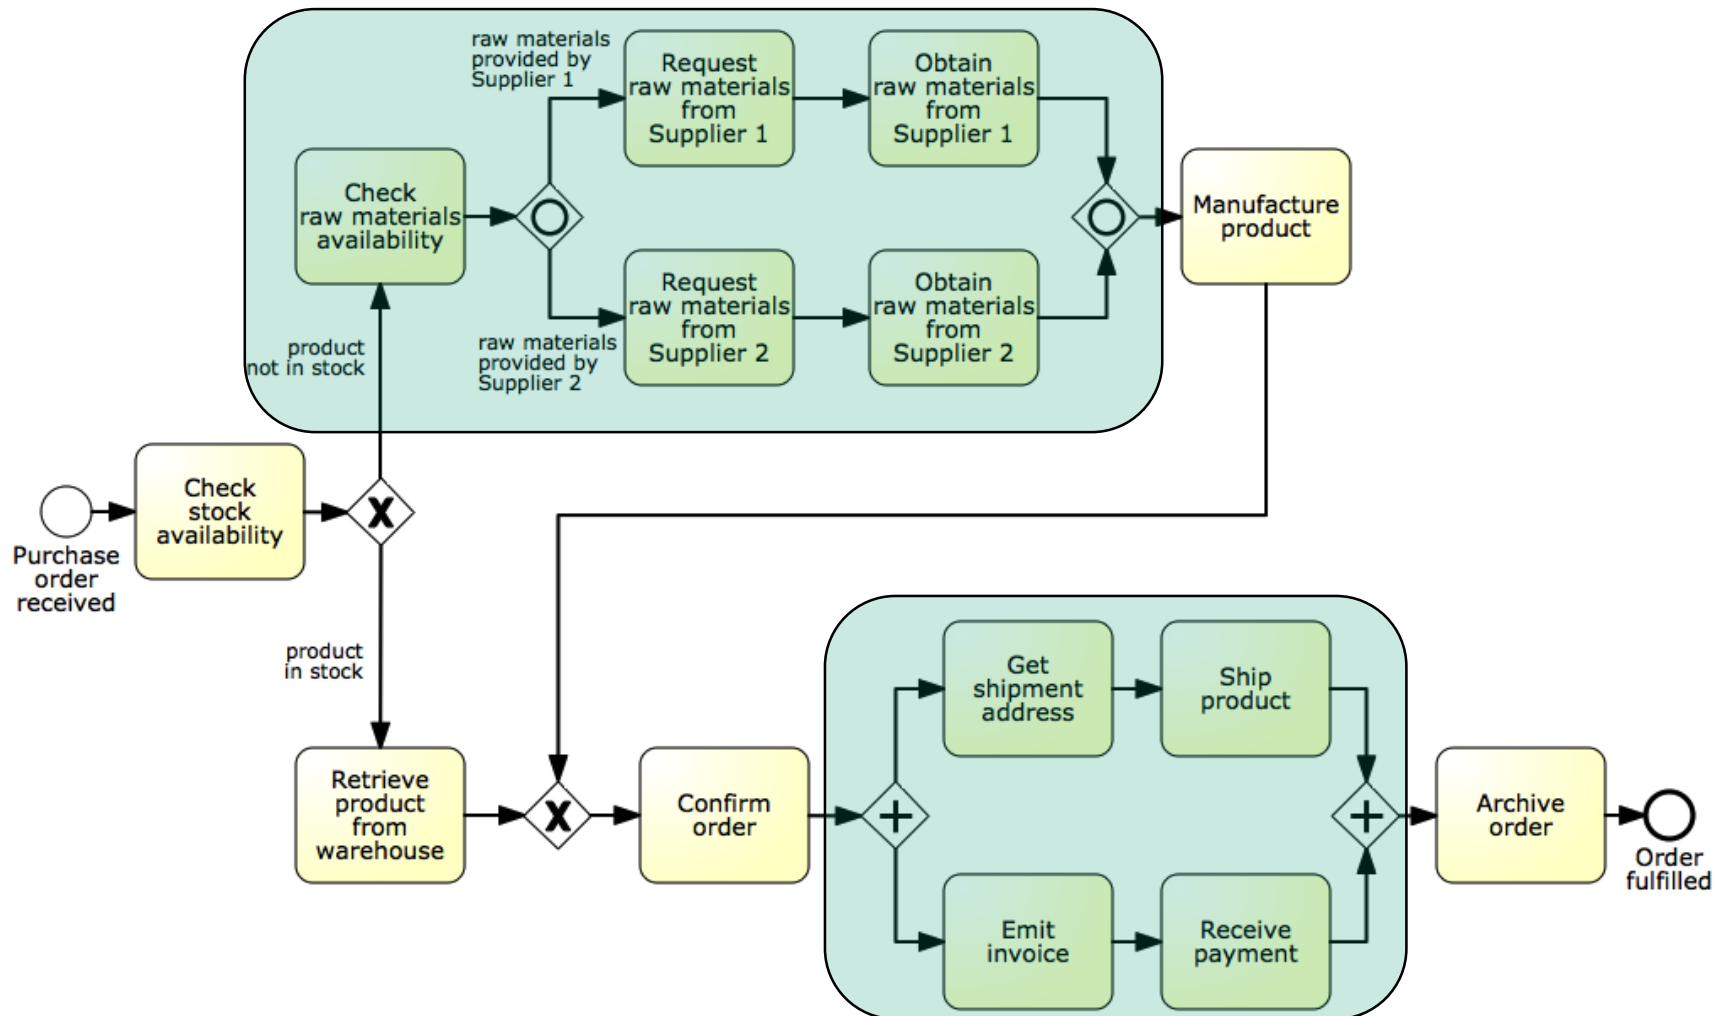 raw materials
provided by
Supplier 1
Request
raw materials
from
Supplier 1
Obtain
raw materials
from
Supplier 1
Check
raw materials
availability
Manufacture
product
raw materials
provided by
Supplier 2
Request
raw materials
from
Supplier 2
Obtain
raw materials
from
Supplier 2
product
not in stock
Purchase
order
received
Check
stock
availability
X
product
in stock
Retrieve
product
from
warehouse
X
Confirm
order
+
Get
shipment
address
Ship
product
Emit
invoice
Receive
payment
+
Archive
order
Order
fulfilled